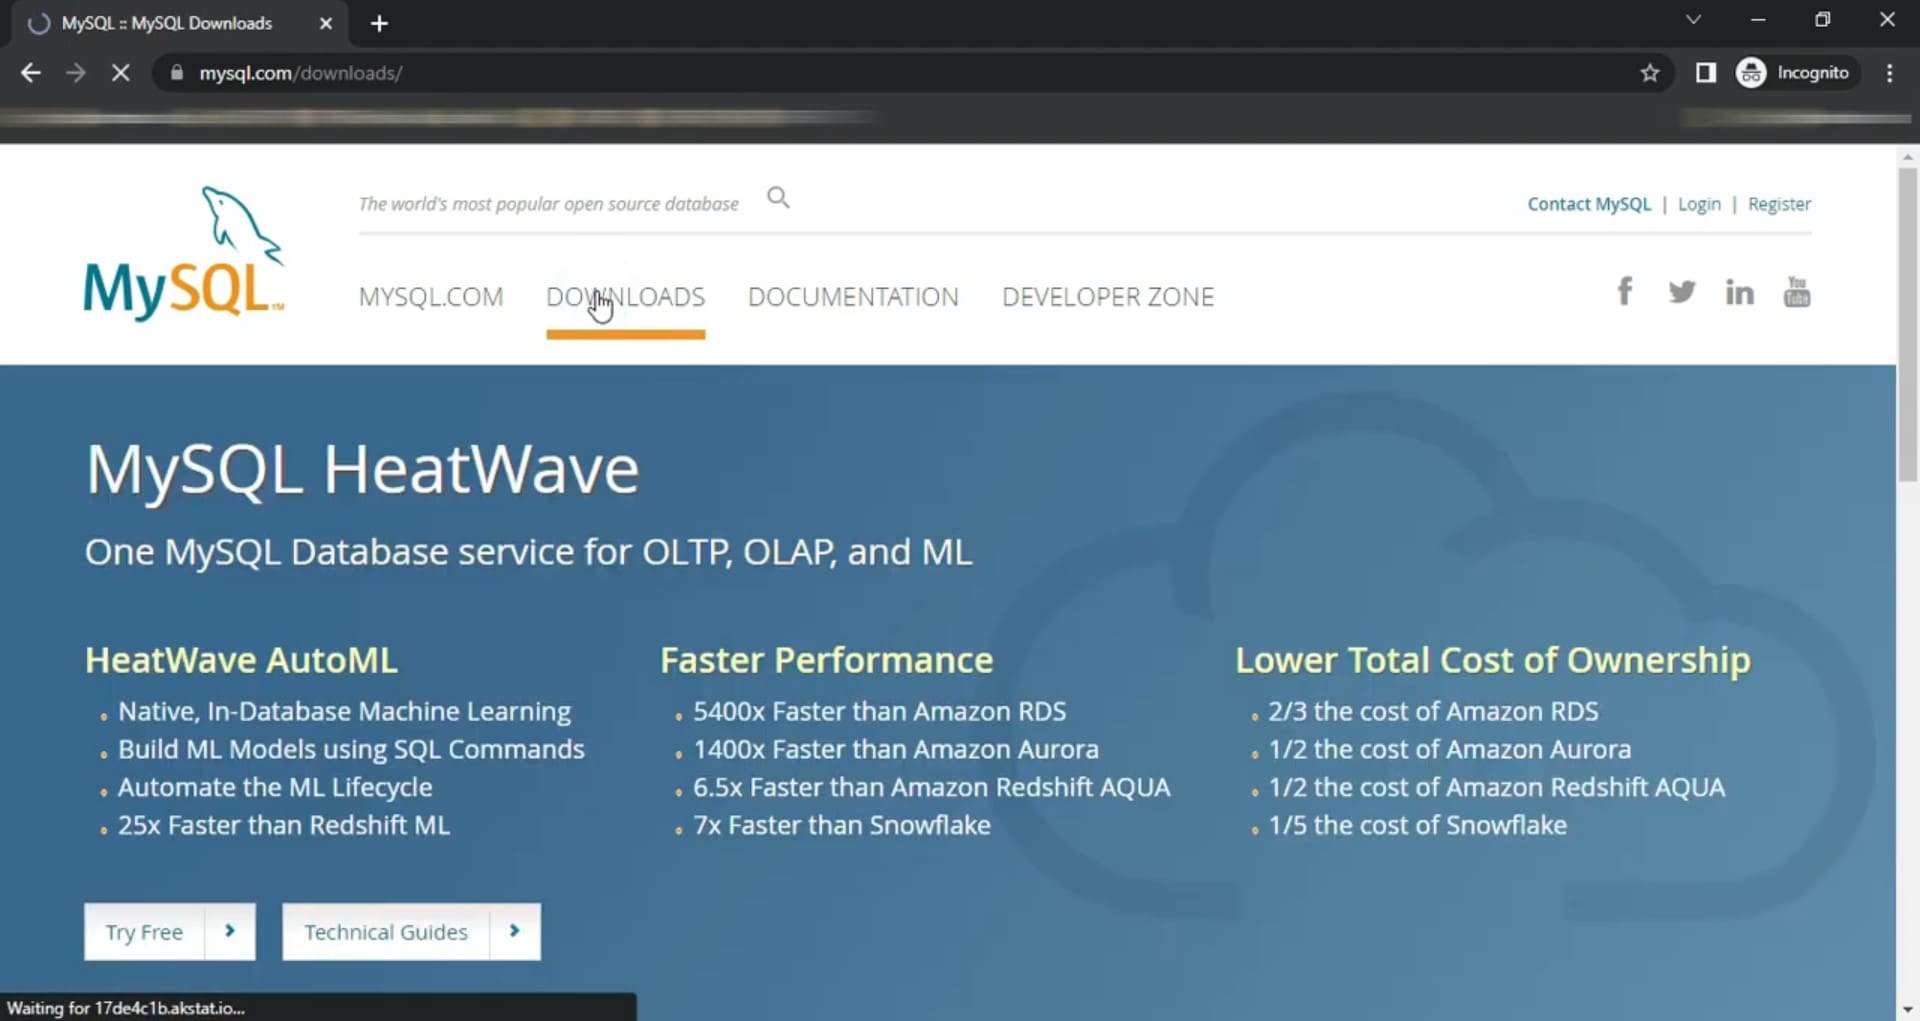 MySQL :: MySQL Downloads
mysql.com/downloads/
Incognito
The world's most popular open source database
Contact MySQL | Login | Register
MySQL™
MYSQL.COM DOWNLOADS DOCUMENTATION DEVELOPER ZONE
You Tube
MySQL HeatWave
One MySQL Database service for OLTP, OLAP, and ML
HeatWave AutoML
Native, In-Database Machine Learning
Build ML Models using SQL Commands
Automate the ML Lifecycle
25x Faster than Redshift ML
Faster Performance
5400x Faster than Amazon RDS
1400x Faster than Amazon Aurora
6.5x Faster than Amazon Redshift AQUA
7x Faster than Snowflake
Lower Total Cost of Ownership
2/3 the cost of Amazon RDS
1/2 the cost of Amazon Aurora
1/2 the cost of Amazon Redshift AQUA
1/5 the cost of Snowflake
Try Free
Technical Guides
Waiting for 17de4c1b.akstat.io...